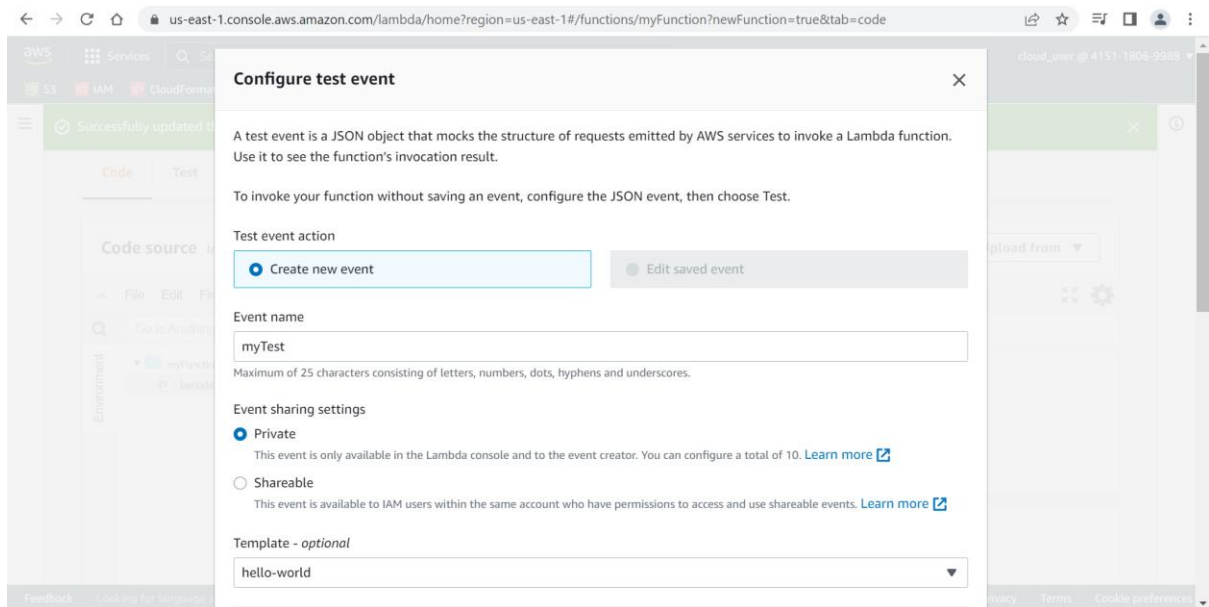 us-east-1.console.aws.amazon.com/lambda/home?region=us-east-1#/functions/myFunction?newFunction=true&tab=code
aws
Services
cloud_user @ 4151-1806-9988
S3 IAM CloudForma
Configure test event
Successfully updated
A test event is a JSON object that mocks the structure of requests emitted by AWS services to invoke a Lambda function.
Use it to see the function's invocation result.
Code Test
To invoke your function without saving an event, configure the JSON event, then choose Test.
Test event action
Code source
Upload from
Create new event
Edit saved event
File Edit
Event name
Go to Anything
myTest
Maximum of 25 characters consisting of letters, numbers, dots, hyphens and underscores.
Environment
Event sharing settings
Private
This event is only available in the Lambda console and to the event creator. You can configure a total of 10. Learn more
Shareable
This event is available to IAM users within the same account who have permissions to access and use shareable events. Learn more
Template - optional
hello-world
Feedback Looking for language
Terms Cookie preferences